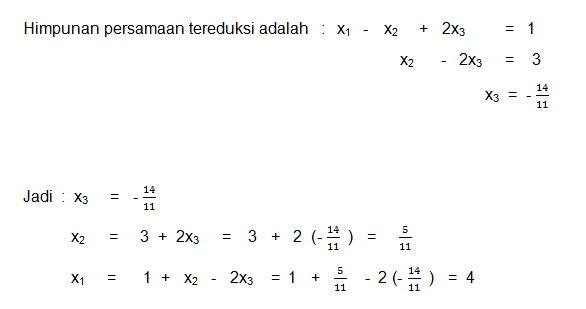 Himpunan persamaan tereduksi adalah : x₁ - x₂ + 2x₃ = 1
x₂ - 2x₃ = 3
x₃ = - 14/11
Jadi : x₃ = - 14/11
x₂ = 3 + 2x₃ = 3 + 2 (- 14/11 ) = 5/11
x₁ = 1 + x₂ - 2x₃ = 1 + 5/11 - 2 (- 14/11 ) = 4